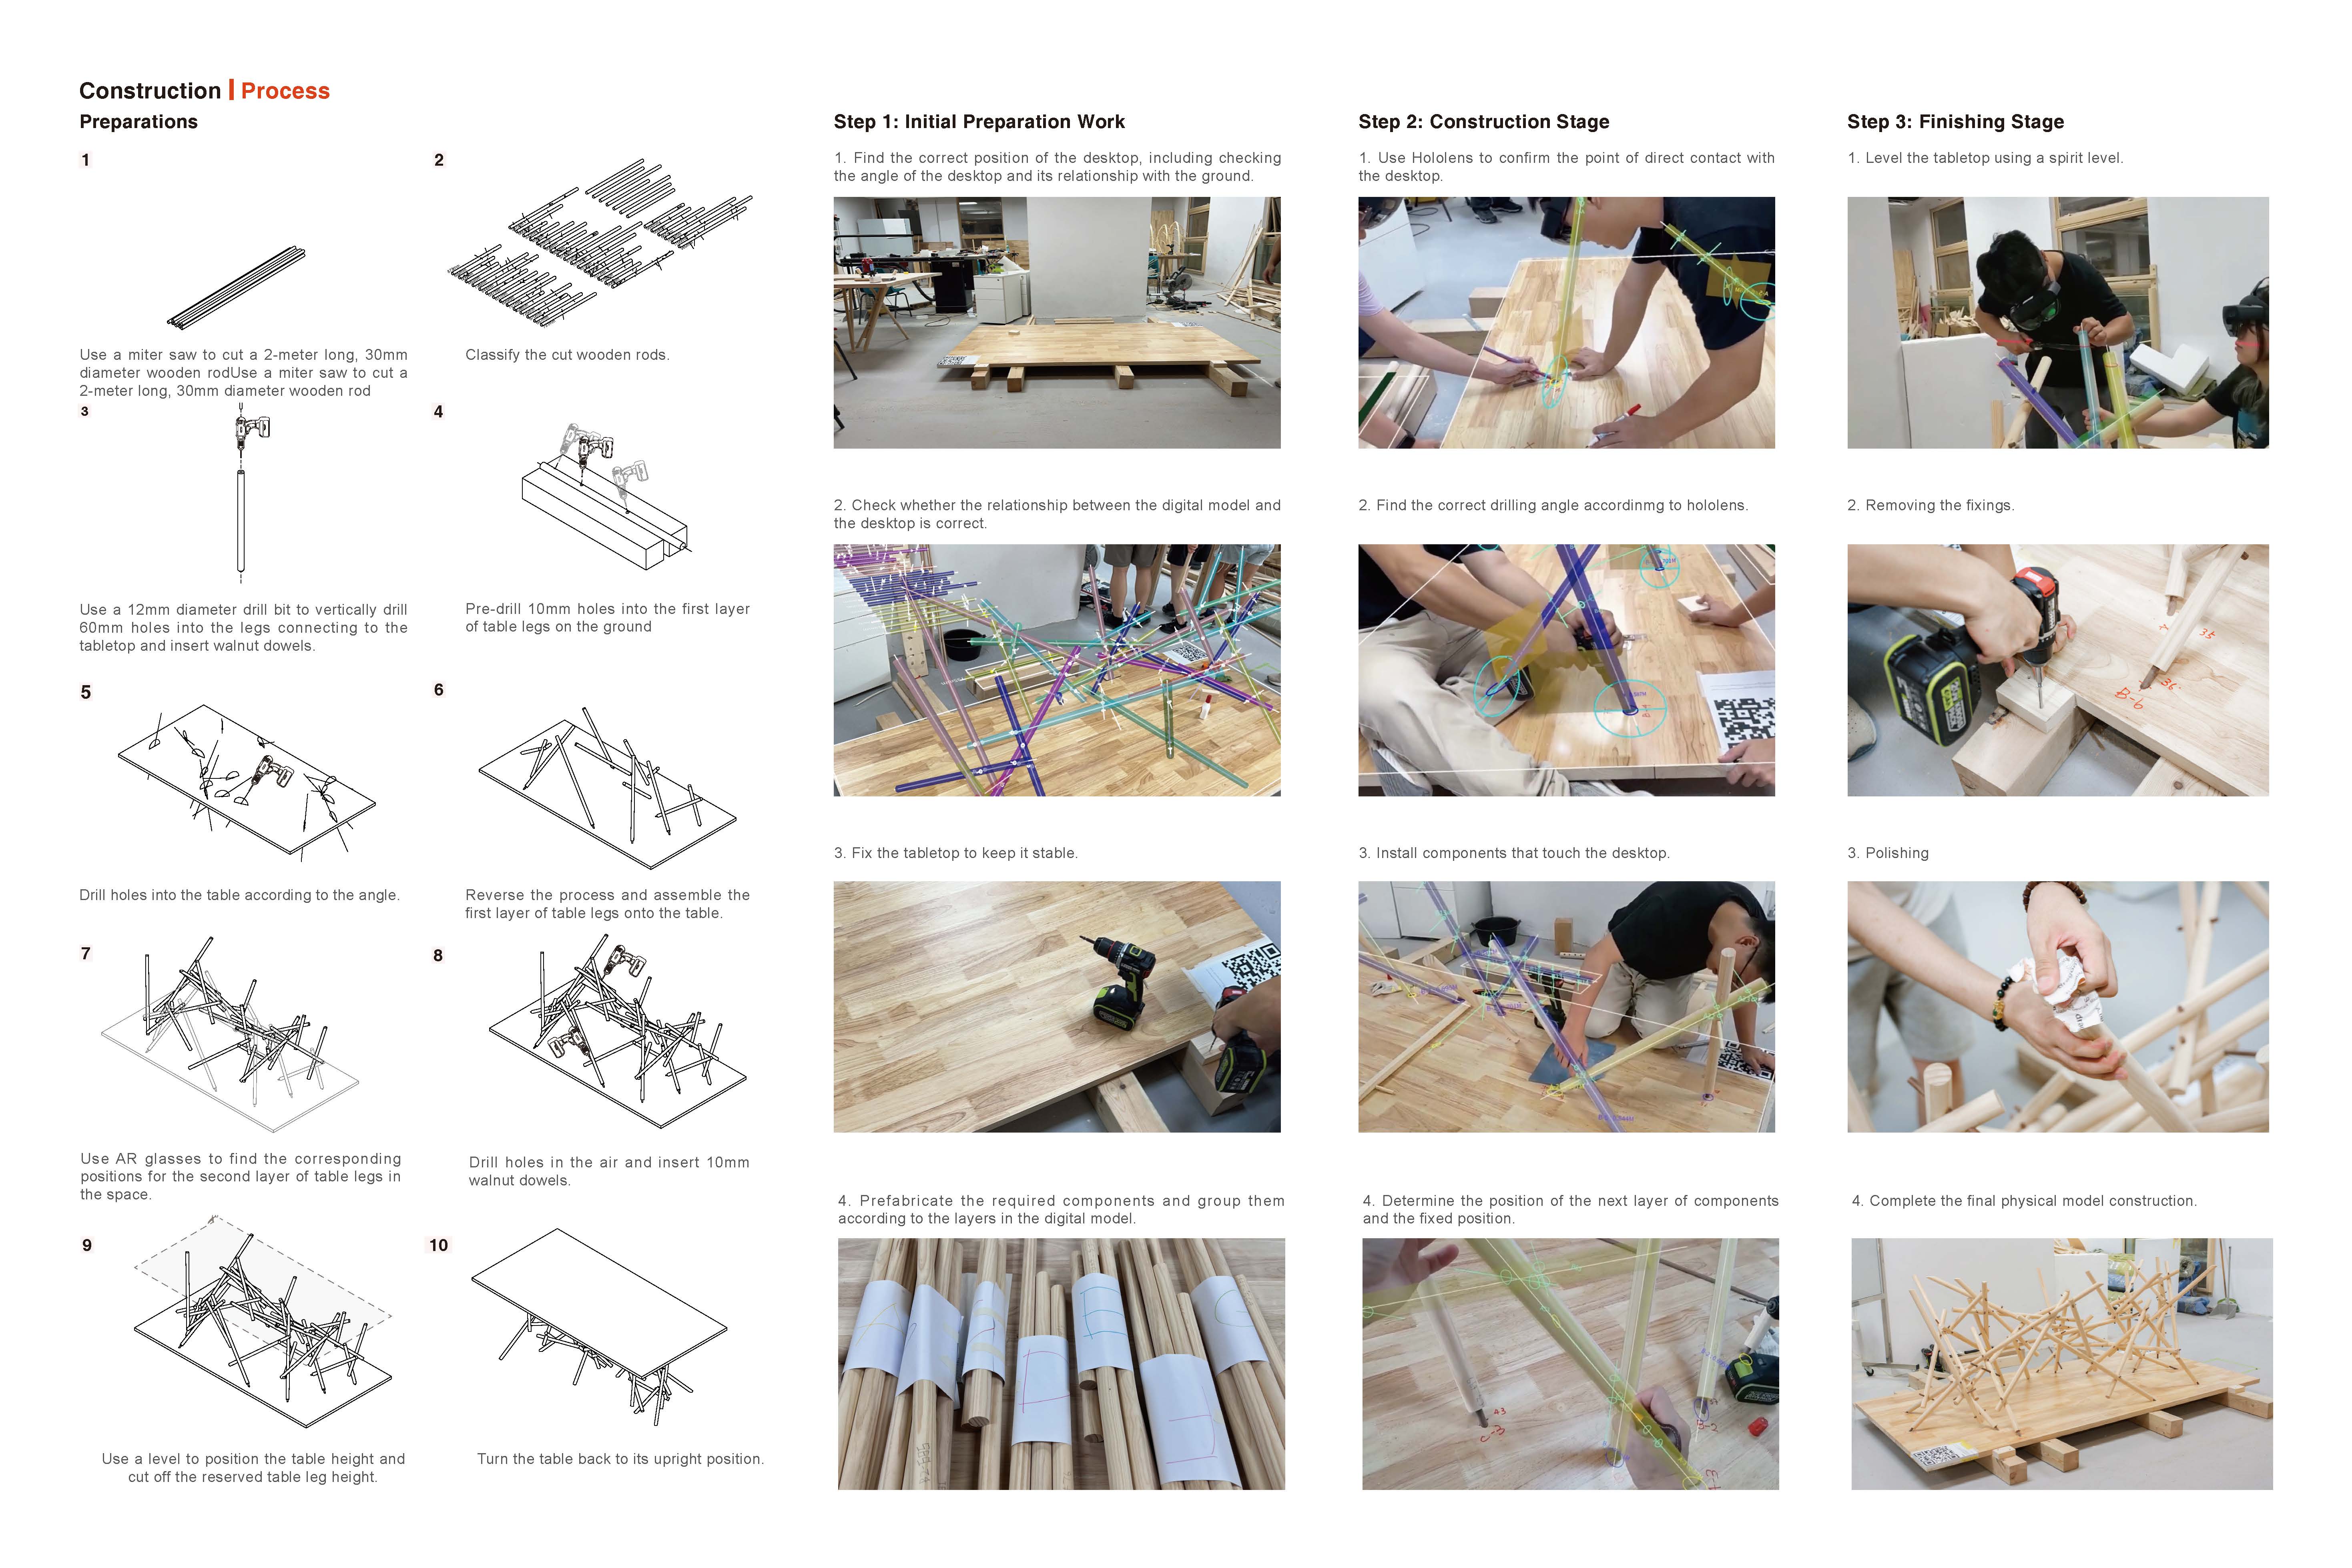 Construction | Process
Preparations
1
Use a miter saw to cut a 2-meter long, 30mm
diameter wooden rodUse a miter saw to cut a
2-meter long, 30mm diameter wooden rod
2
Classify the cut wooden rods.
3
Use a 12mm diameter drill bit to vertically drill
60mm holes into the legs connecting to the
tabletop and insert walnut dowels.
4
Pre-drill 10mm holes into the first layer
of table legs on the ground
5
Drill holes into the table according to the angle.
6
Reverse the process and assemble the
first layer of table legs onto the table.
7
Use AR glasses to find the corresponding
positions for the second layer of table legs in
the space.
8
Drill holes in the air and insert 10mm
walnut dowels.
9
Use a level to position the table height and
cut off the reserved table leg height.
10
Turn the table back to its upright position.
Step 1: Initial Preparation Work
1. Find the correct position of the desktop, including checking
the angle of the desktop and its relationship with the ground.
2. Check whether the relationship between the digital model and
the desktop is correct.
3. Fix the tabletop to keep it stable.
4. Prefabricate the required components and group them
according to the layers in the digital model.
Step 2: Construction Stage
1. Use Hololens to confirm the point of direct contact with
the desktop.
2. Find the correct drilling angle accordinmg to hololens.
3. Install components that touch the desktop.
4. Determine the position of the next layer of components
and the fixed position.
43
C-B
B-2
Step 3: Finishing Stage
1. Level the tabletop using a spirit level.
2. Removing the fixings.
35
36
B-6
3. Polishing
4. Complete the final physical model construction.